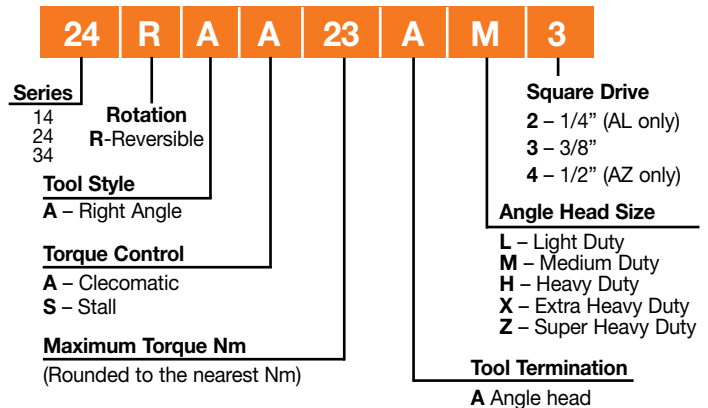 24 R A A 23 A M 3
Series
14
24
34
Rotation
R-Reversible
Tool Style
A – Right Angle
Torque Control
A – Clecomatic
S – Stall
Maximum Torque Nm
(Rounded to the nearest Nm)
Square Drive
2 – 1/4” (AL only)
3 – 3/8”
4 – 1/2” (AZ only)
Angle Head Size
L – Light Duty
M – Medium Duty
H – Heavy Duty
X – Extra Heavy Duty
Z – Super Heavy Duty
Tool Termination
A Angle head